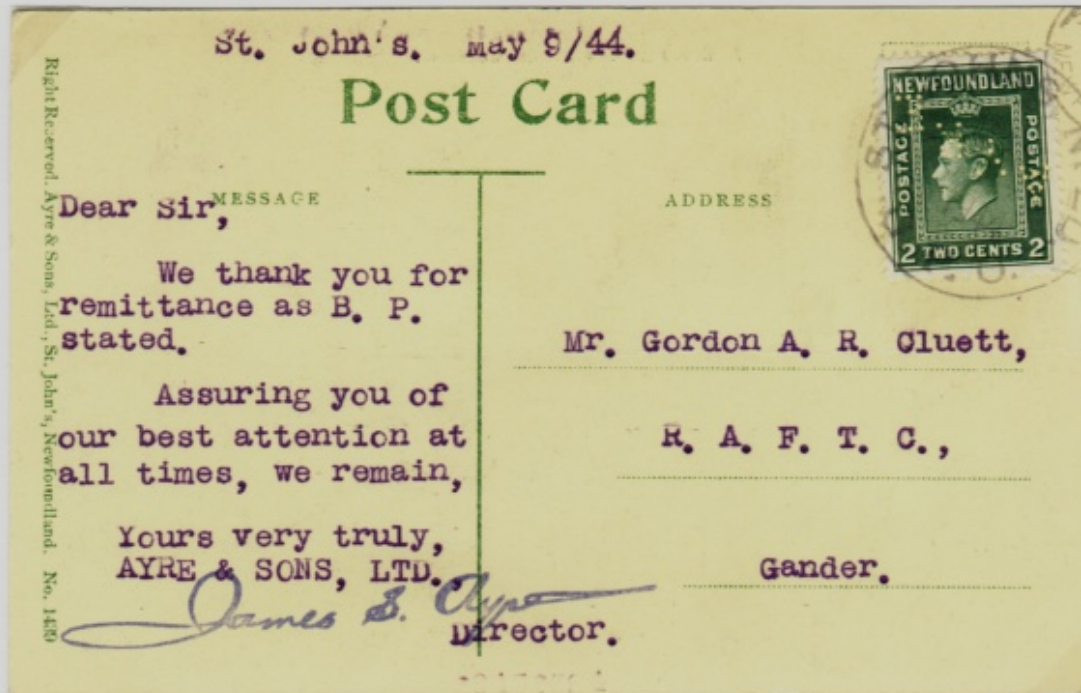 St. John's. May 9/44.
Post Card
MESSAGE
ADDRESS
NEWFOUNDLAND
POSTAGE
POSTAGE
2 TWO CENTS 2
Dear Sir,
We thank you for
remittance as B. P.
stated.
Assuring you of
our best attention at
all times, we remain,
Yours very truly,
AYRE & SONS, LTD.,
James S. Ayre
Director.
Mr. Gordon A. R. Cluett,
R. A. F. T. C.,
Gander.
Right Reserved. Ayre & Sons, Ltd., St. John's, Newfoundland. No.